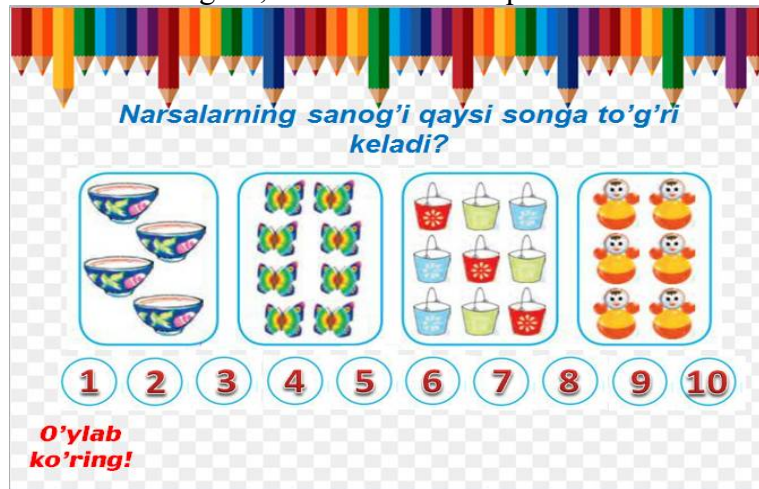 Narsalarning sanog’i qaysi songa to’g’ri
keladi?
1 2 3 4 5 6 7 8 9 10
O’ylab
ko’ring!